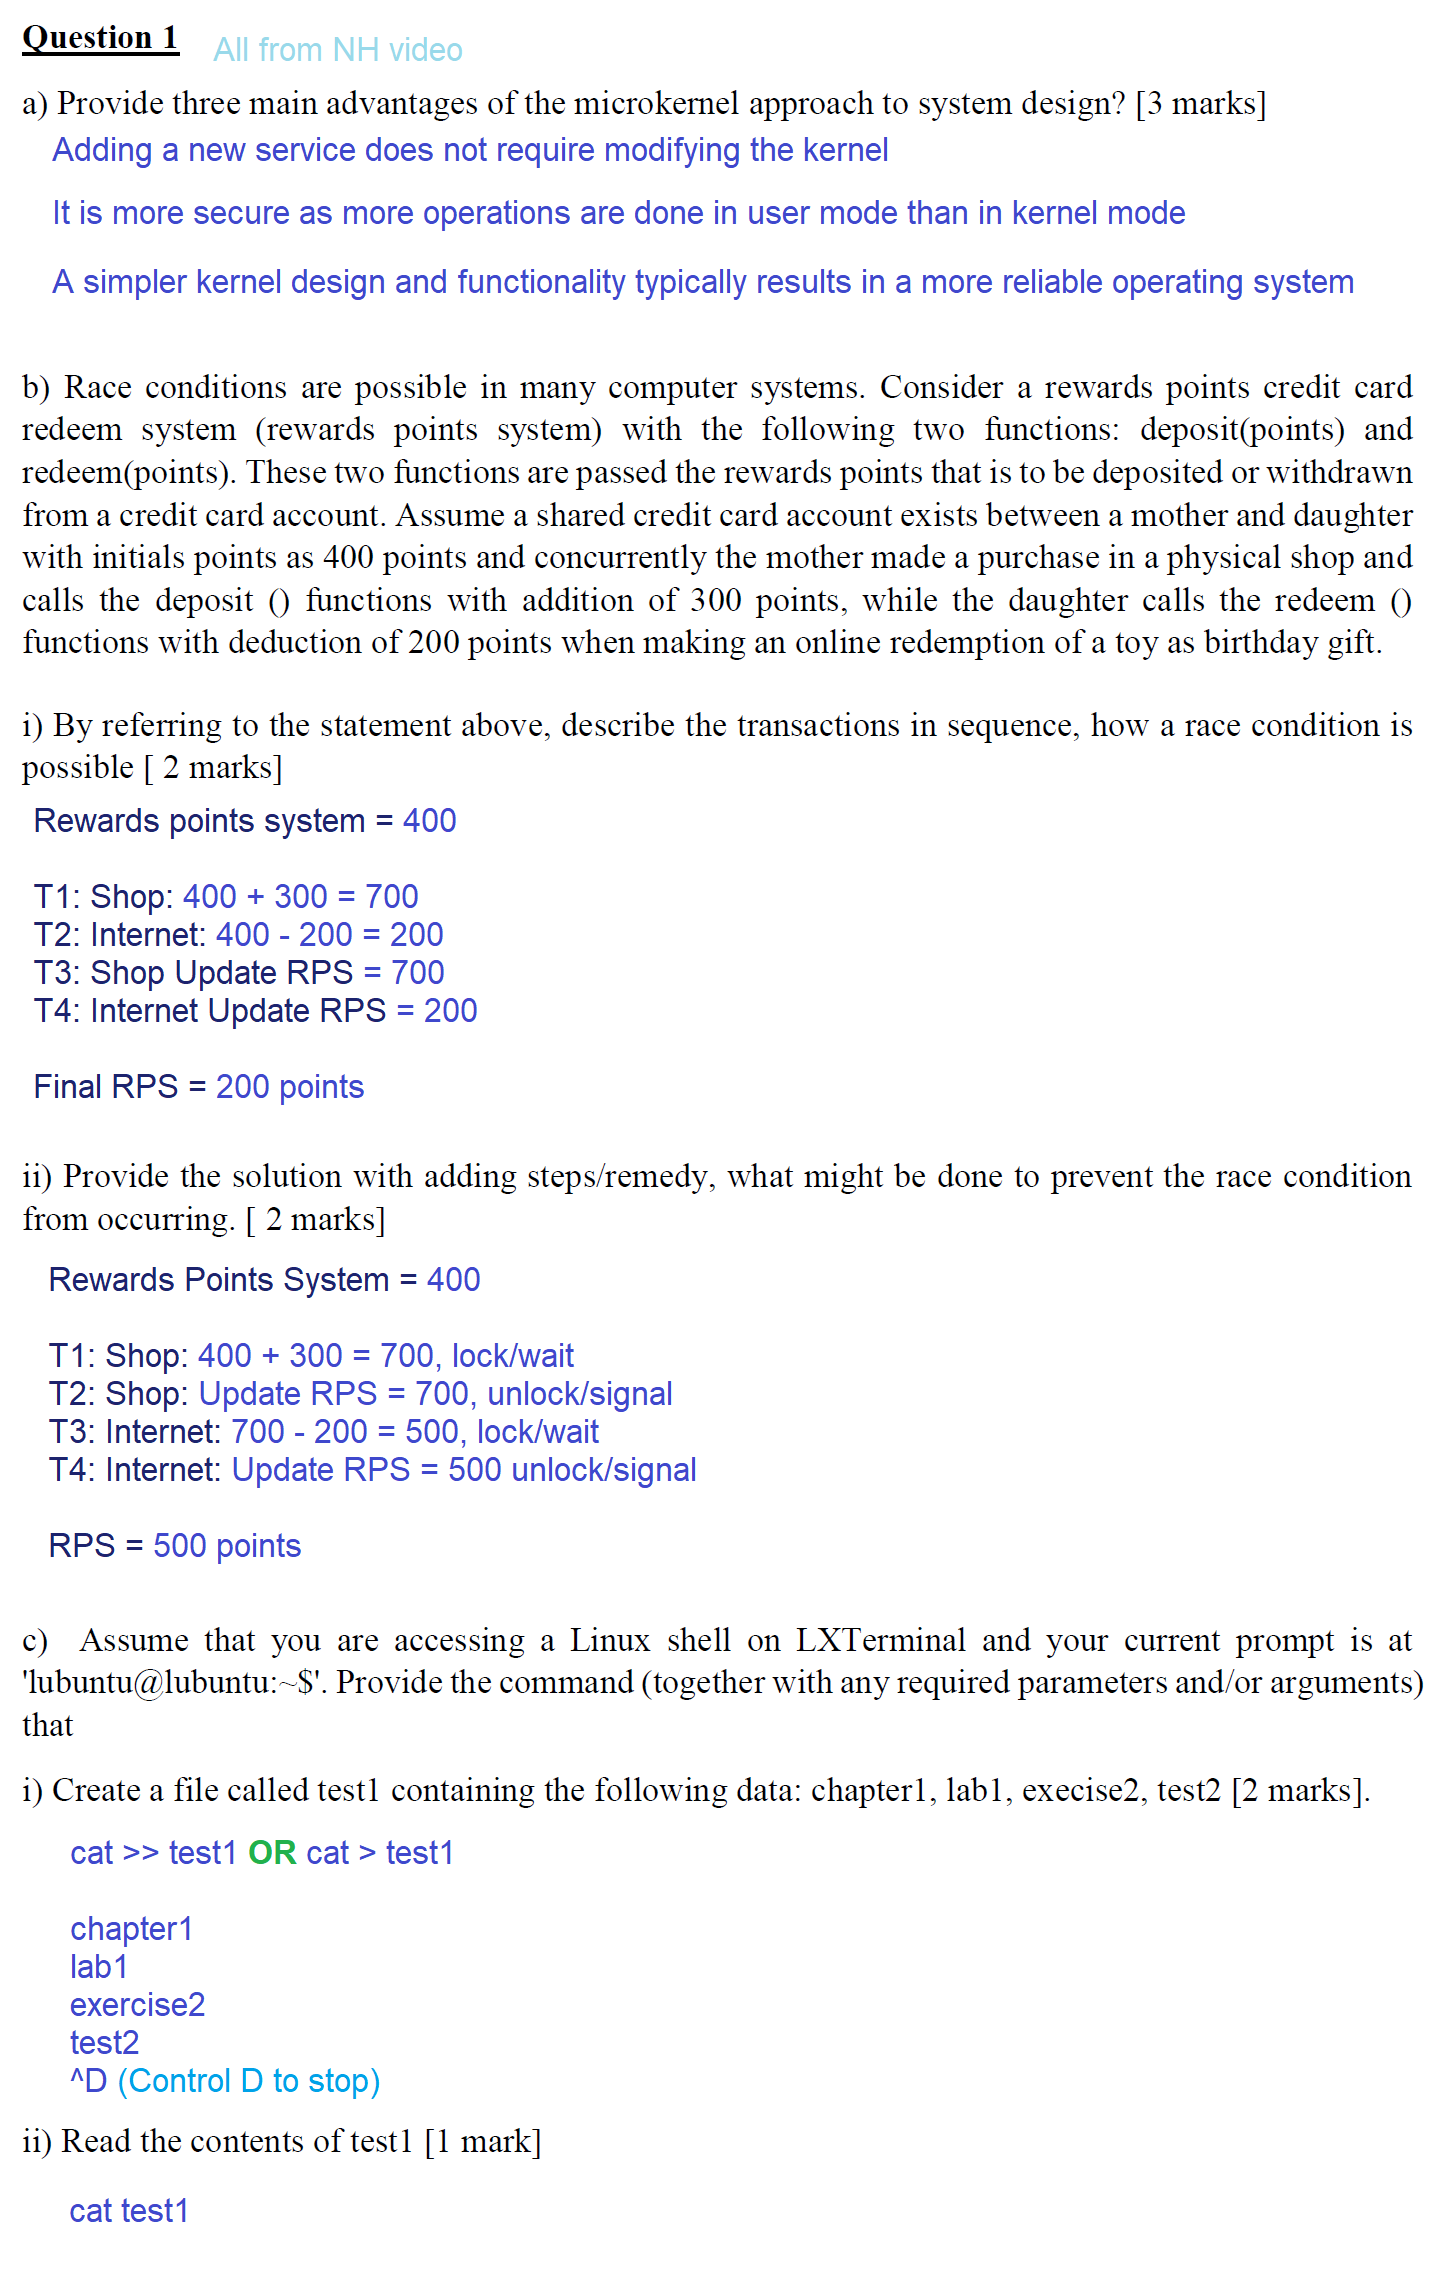 Question 1 All from NH video
a) Provide three main advantages of the microkernel approach to system design? [3 marks]
Adding a new service does not require modifying the kernel
It is more secure as more operations are done in user mode than in kernel mode
A simpler kernel design and functionality typically results in a more reliable operating system
b) Race conditions are possible in many computer systems. Consider a rewards points credit card
redeem system (rewards points system) with the following two functions: deposit(points) and
redeem(points). These two functions are passed the rewards points that is to be deposited or withdrawn
from a credit card account. Assume a shared credit card account exists between a mother and daughter
with initials points as 400 points and concurrently the mother made a purchase in a physical shop and
calls the deposit () functions with addition of 300 points, while the daughter calls the redeem ()
functions with deduction of 200 points when making an online redemption of a toy as birthday gift.
i) By referring to the statement above, describe the transactions in sequence, how a race condition is
possible [ 2 marks]
Rewards points system = 400
T1: Shop: 400 + 300 = 700
T2: Internet: 400 - 200 = 200
T3: Shop Update RPS = 700
T4: Internet Update RPS = 200
Final RPS = 200 points
ii) Provide the solution with adding steps/remedy, what might be done to prevent the race condition
from occurring. [ 2 marks]
Rewards Points System = 400
T1: Shop: 400 + 300 = 700, lock/wait
T2: Shop: Update RPS = 700, unlock/signal
T3: Internet: 700 - 200 = 500, lock/wait
T4: Internet: Update RPS = 500 unlock/signal
RPS = 500 points
c) Assume that you are accessing a Linux shell on LXTerminal and your current prompt is at
'lubuntu@lubuntu:~$'. Provide the command (together with any required parameters and/or arguments)
that
i) Create a file called test1 containing the following data: chapter1, lab1, execise2, test2 [2 marks].
cat >> test1 OR cat > test1
chapter1
lab1
exercise2
test2
^D (Control D to stop)
ii) Read the contents of test1 [1 mark]
cat test1